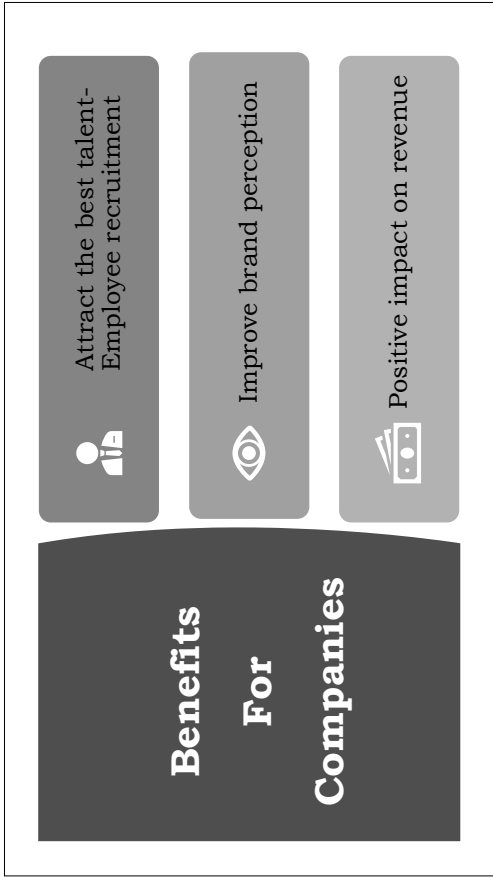 Benefits
For
Companies
Attract the best talent-
Employee recruitment
Improve brand perception
Positive impact on revenue